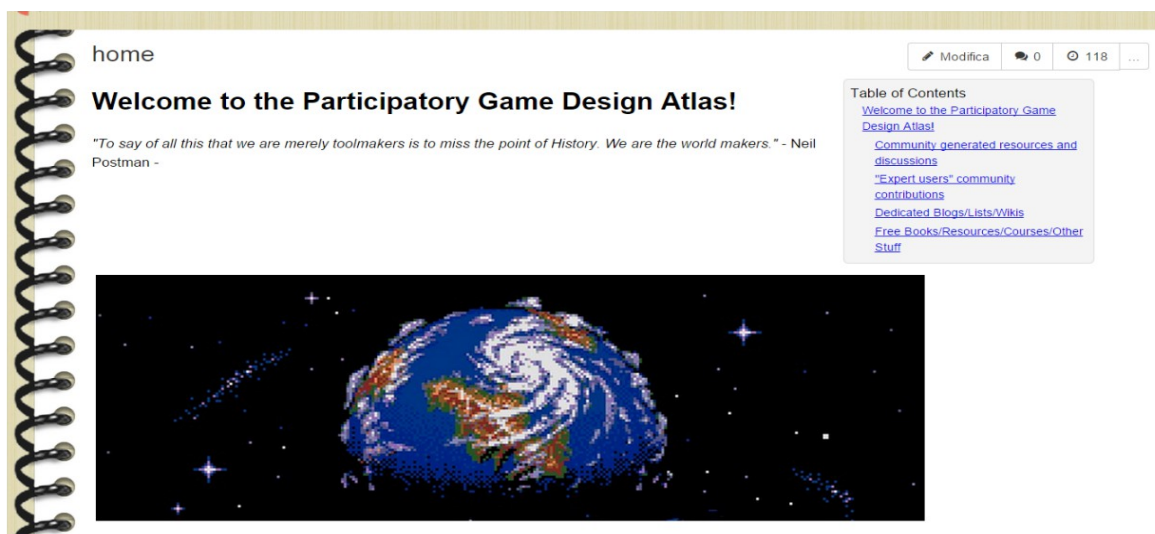 home
Modifica 0 118 ...
Welcome to the Participatory Game Design Atlas!
"To say of all this that we are merely toolmakers is to miss the point of History. We are the world makers." - Neil
Postman -
Table of Contents
Welcome to the Participatory Game
Design Atlas!
Community generated resources and
discussions
"Expert users" community
contributions
Dedicated Blogs/Lists/Wikis
Free Books/Resources/Courses/Other
Stuff